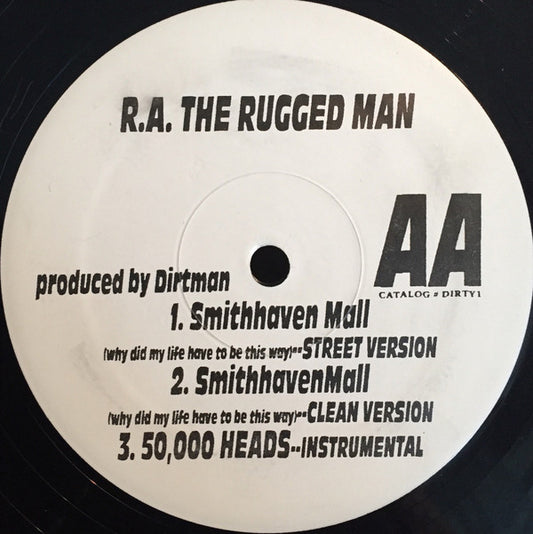 R.A. THE RUGGED MAN
AA
CATALOG # DIRTY1
produced by Dirtman
1. Smithhaven Mall
(why did my life have to be this way)--STREET VERSION
2. SmithhavenMall
(why did my life have to be this way)--CLEAN VERSION
3. 50,000 HEADS--INSTRUMENTAL